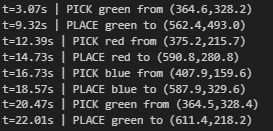 t=3.07s | PICK green from (364.6,328.2)
t=9.32s | PLACE green to (562.4,493.0)
t=12.39s | PICK red from (375.2,215.7)
t=14.73s | PLACE red to (590.8,280.8)
t=16.73s | PICK blue from (407.9,159.6)
t=18.57s | PLACE blue to (587.9,329.6)
t=20.47s | PICK green from (364.5,328.4)
t=22.01s | PLACE green to (611.4,218.2)